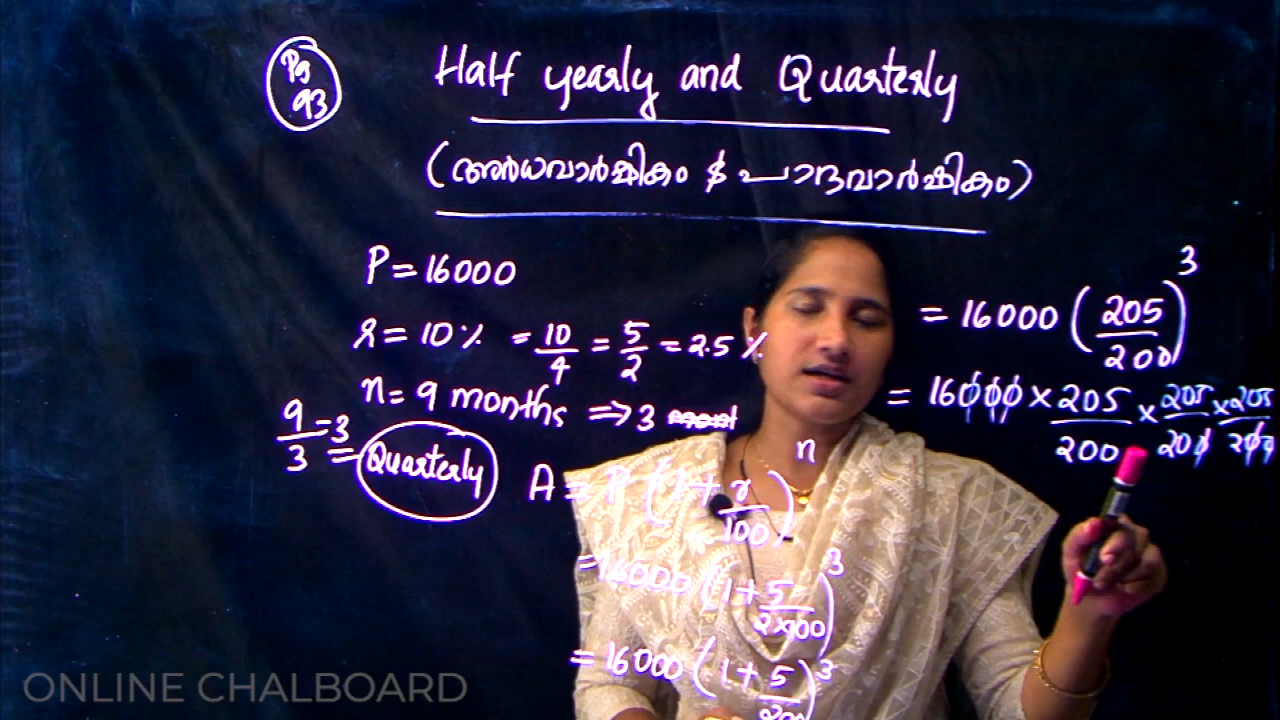 Pg 93
Half yearly and Quarterly
(അർധവാർഷികം & പാദവാർഷികം)
P = 16000
r = 10% = 10/4 = 5/2 = 2.5 %
n = 9 months ⇒ 3
9/3 = 3
Quarterly
A = P (1 + r/100)^n
= 16000 (1 + 5/2×100)^3
= 16000 (1 + 5/200)^3
= 16000 (205/200)^3
= 16000 × 205/200 × 205/200 × 205/200
ONLINE CHALBOARD